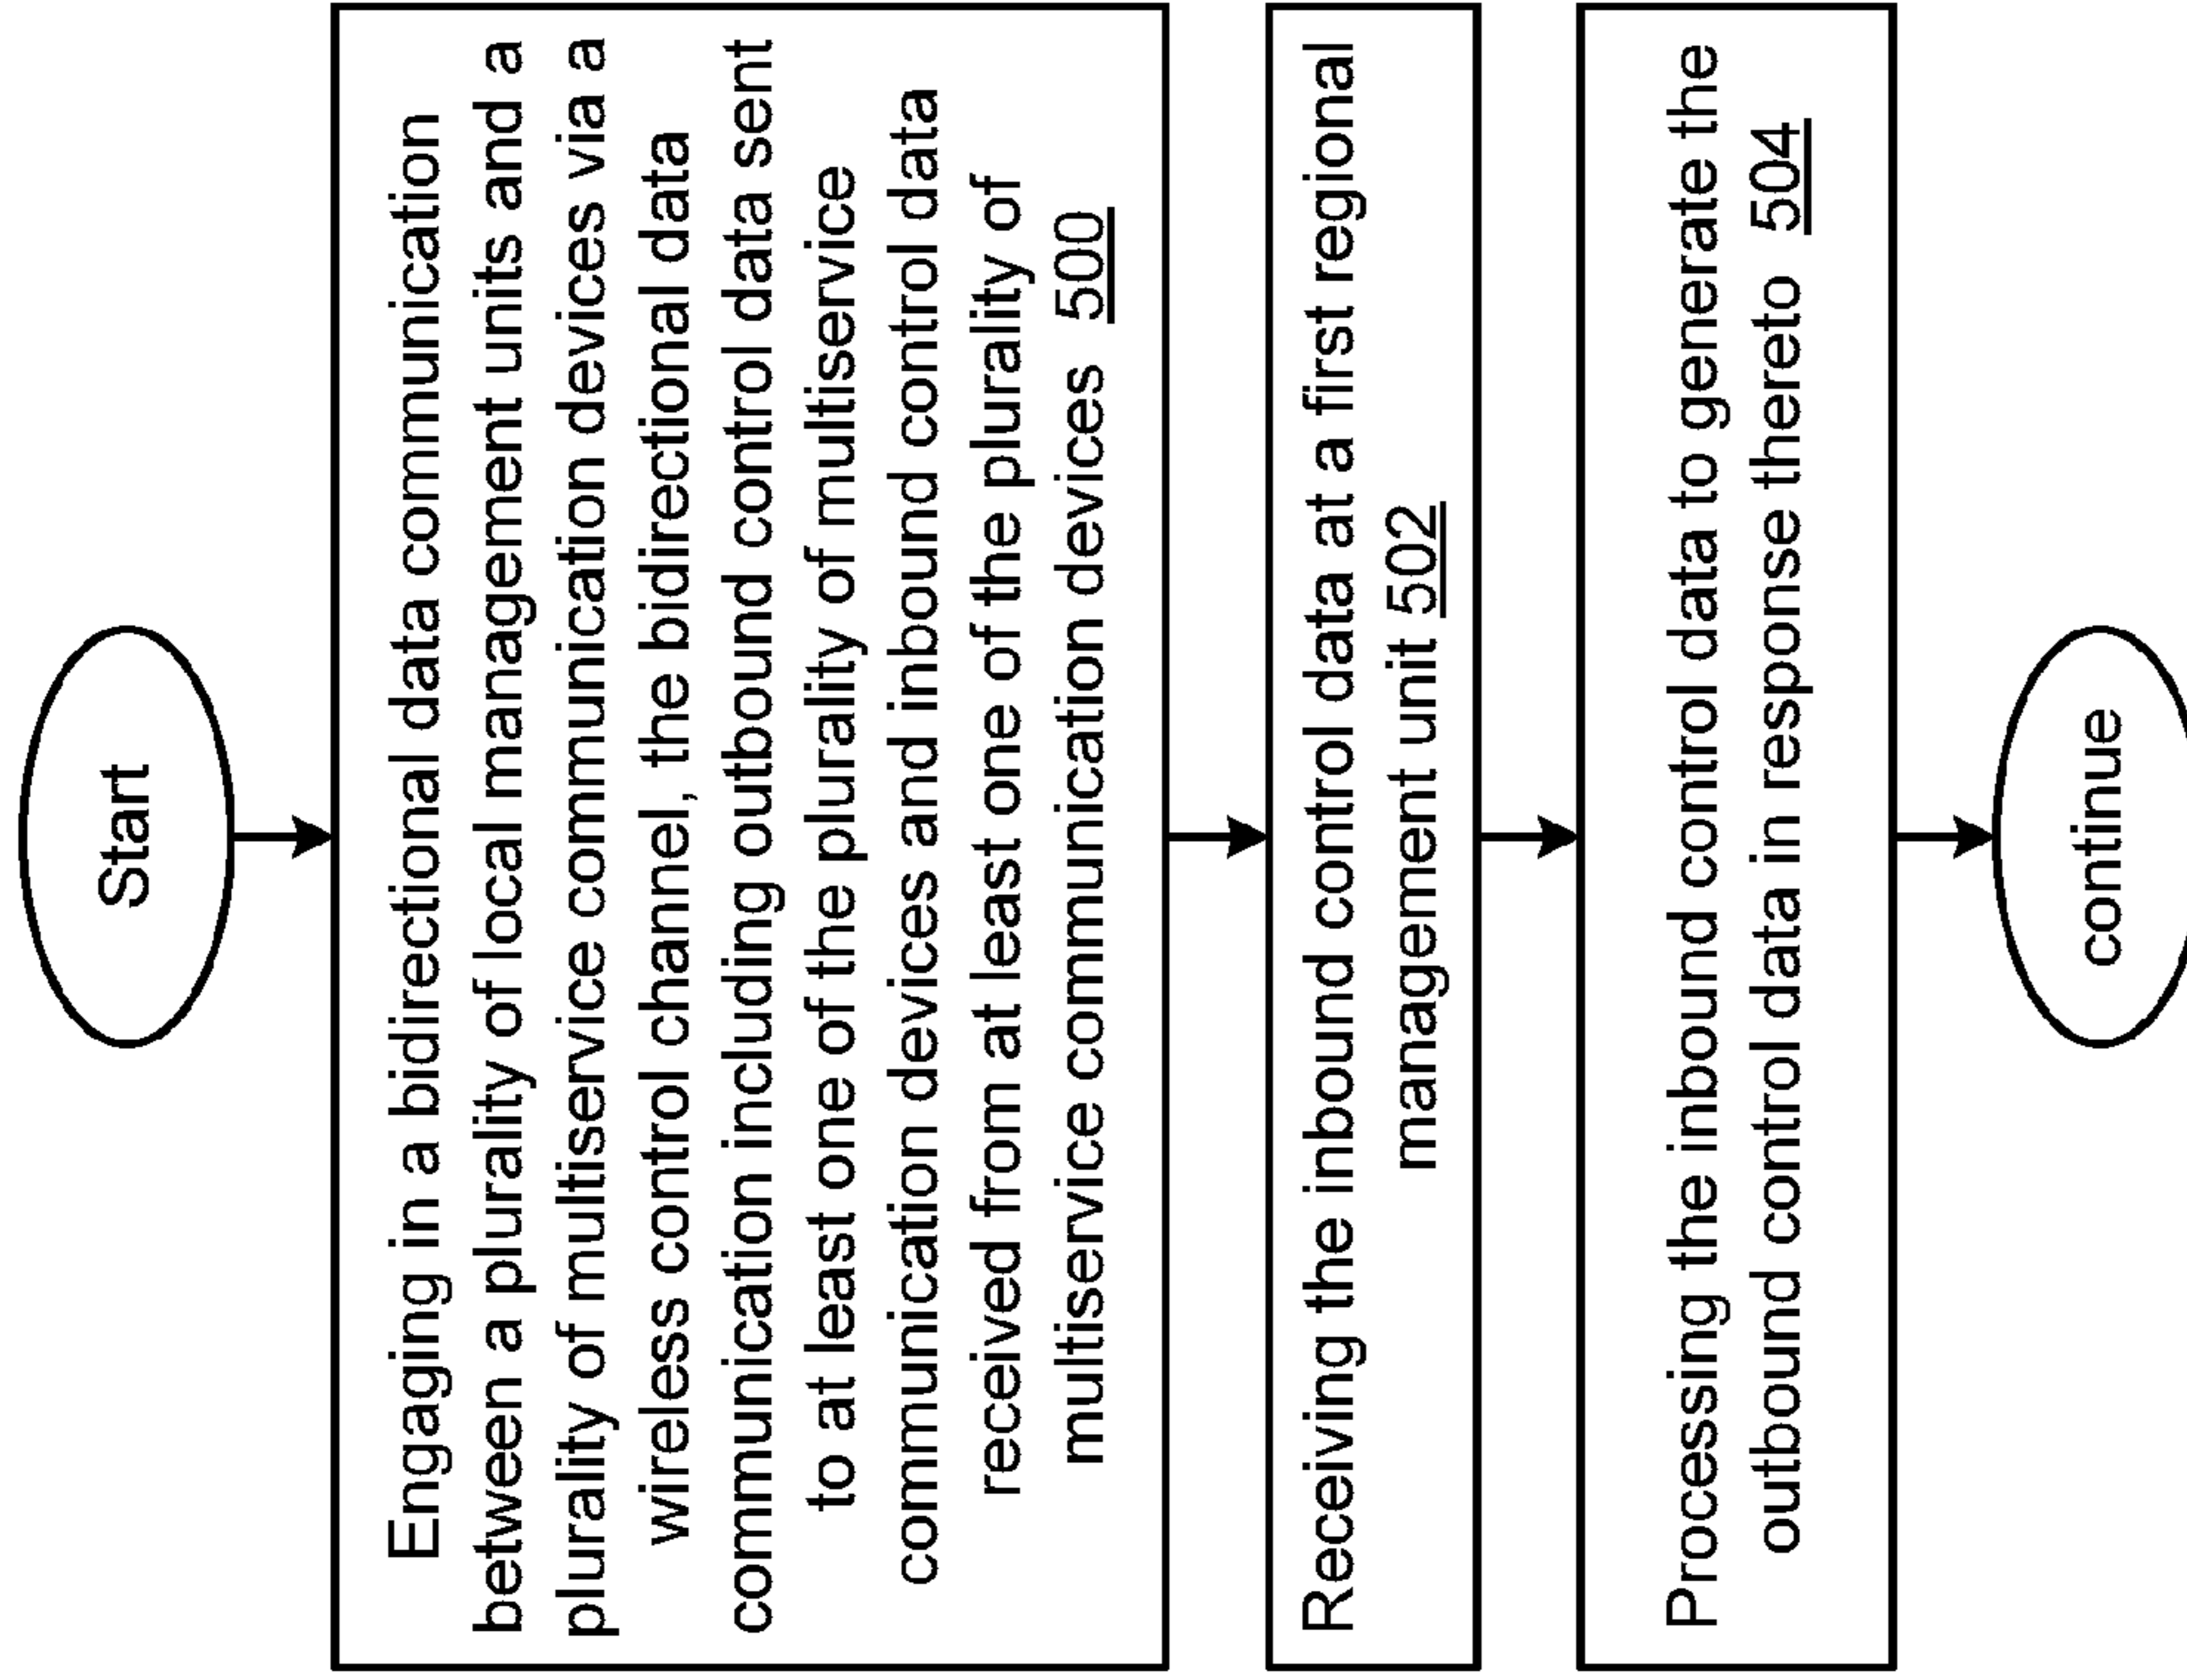 Start
Engaging in a bidirectional data communication
between a plurality of local management units and a
plurality of multiservice communication devices via a
wireless control channel, the bidirectional data
communication including outbound control data sent
to at least one of the plurality of multiservice
communication devices and inbound control data
received from at least one of the plurality of
multiservice communication devices 500
Receiving the inbound control data at a first regional
management unit 502
Processing the inbound control data to generate the
outbound control data in response thereto 504
continue